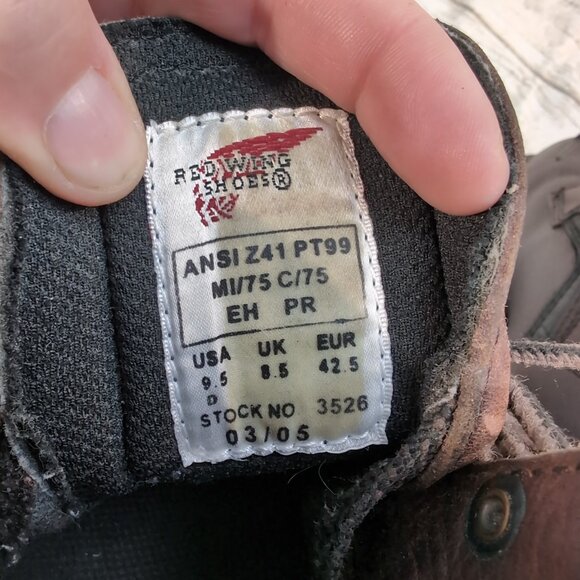 RED WING
SHOES®
ANSI Z41 PT99
MI/75 C/75
EH PR
USA UK EUR
9.5 8.5 42.5
D
STOCK NO 3526
03/05